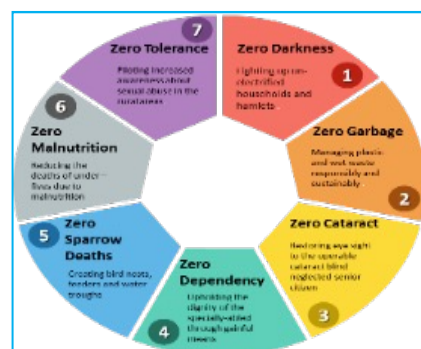 1
Zero Darkness
Lighting up un-
electrified
households and
hamlets
2
Zero Garbage
Managing plastic
and wet waste
responsibly and
sustainably
3
Zero Cataract
Restoring eye sight
to the operable
cataract blind
neglected senior
citizen
4
Zero
Dependency
Upholding the
dignity of the
specially-abled
through gainful
means
5
Zero
Sparrow
Deaths
Creating bird nests,
feeders and water
troughs
6
Zero
Malnutrition
Reducing the
deaths of under-
fives due to
malnutrition
7
Zero Tolerance
Piloting increased
awareness about
sexual abuse in the
rural areas